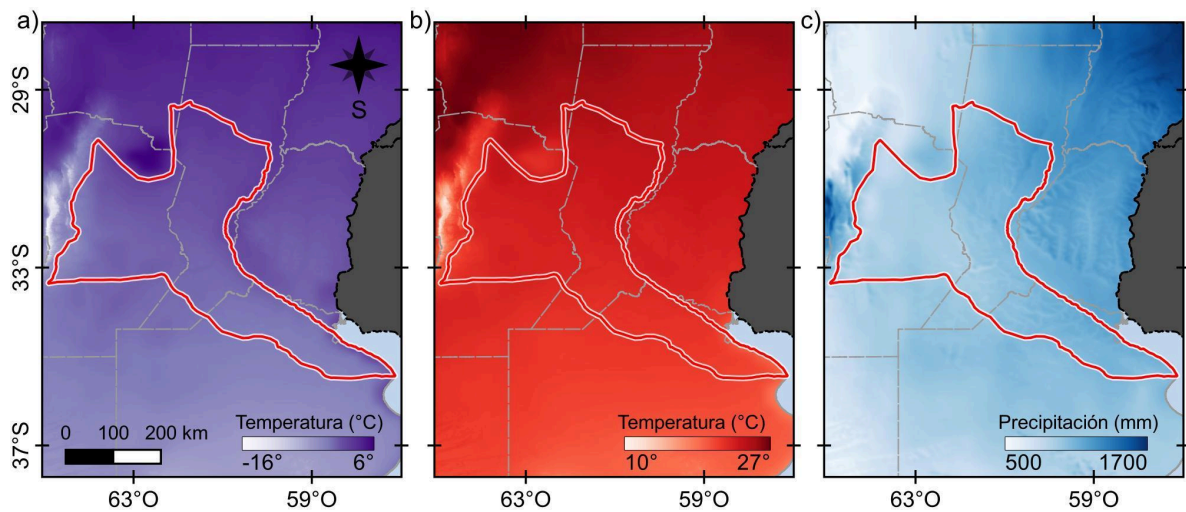 a)
b)
c)
29°S
33°S
37°S
S
0 100 200 km
Temperatura (°C)
-16° 6°
Temperatura (°C)
10° 27°
Precipitación (mm)
500 1700
63°O 59°O 63°O 59°O 63°O 59°O